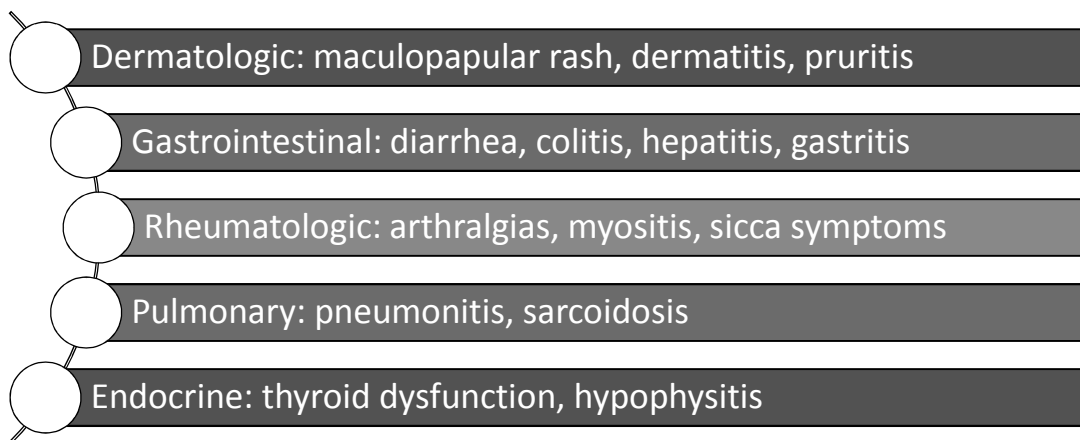 Dermatologic: maculopapular rash, dermatitis, pruritis
Gastrointestinal: diarrhea, colitis, hepatitis, gastritis
Rheumatologic: arthralgias, myositis, sicca symptoms
Pulmonary: pneumonitis, sarcoidosis
Endocrine: thyroid dysfunction, hypophysitis